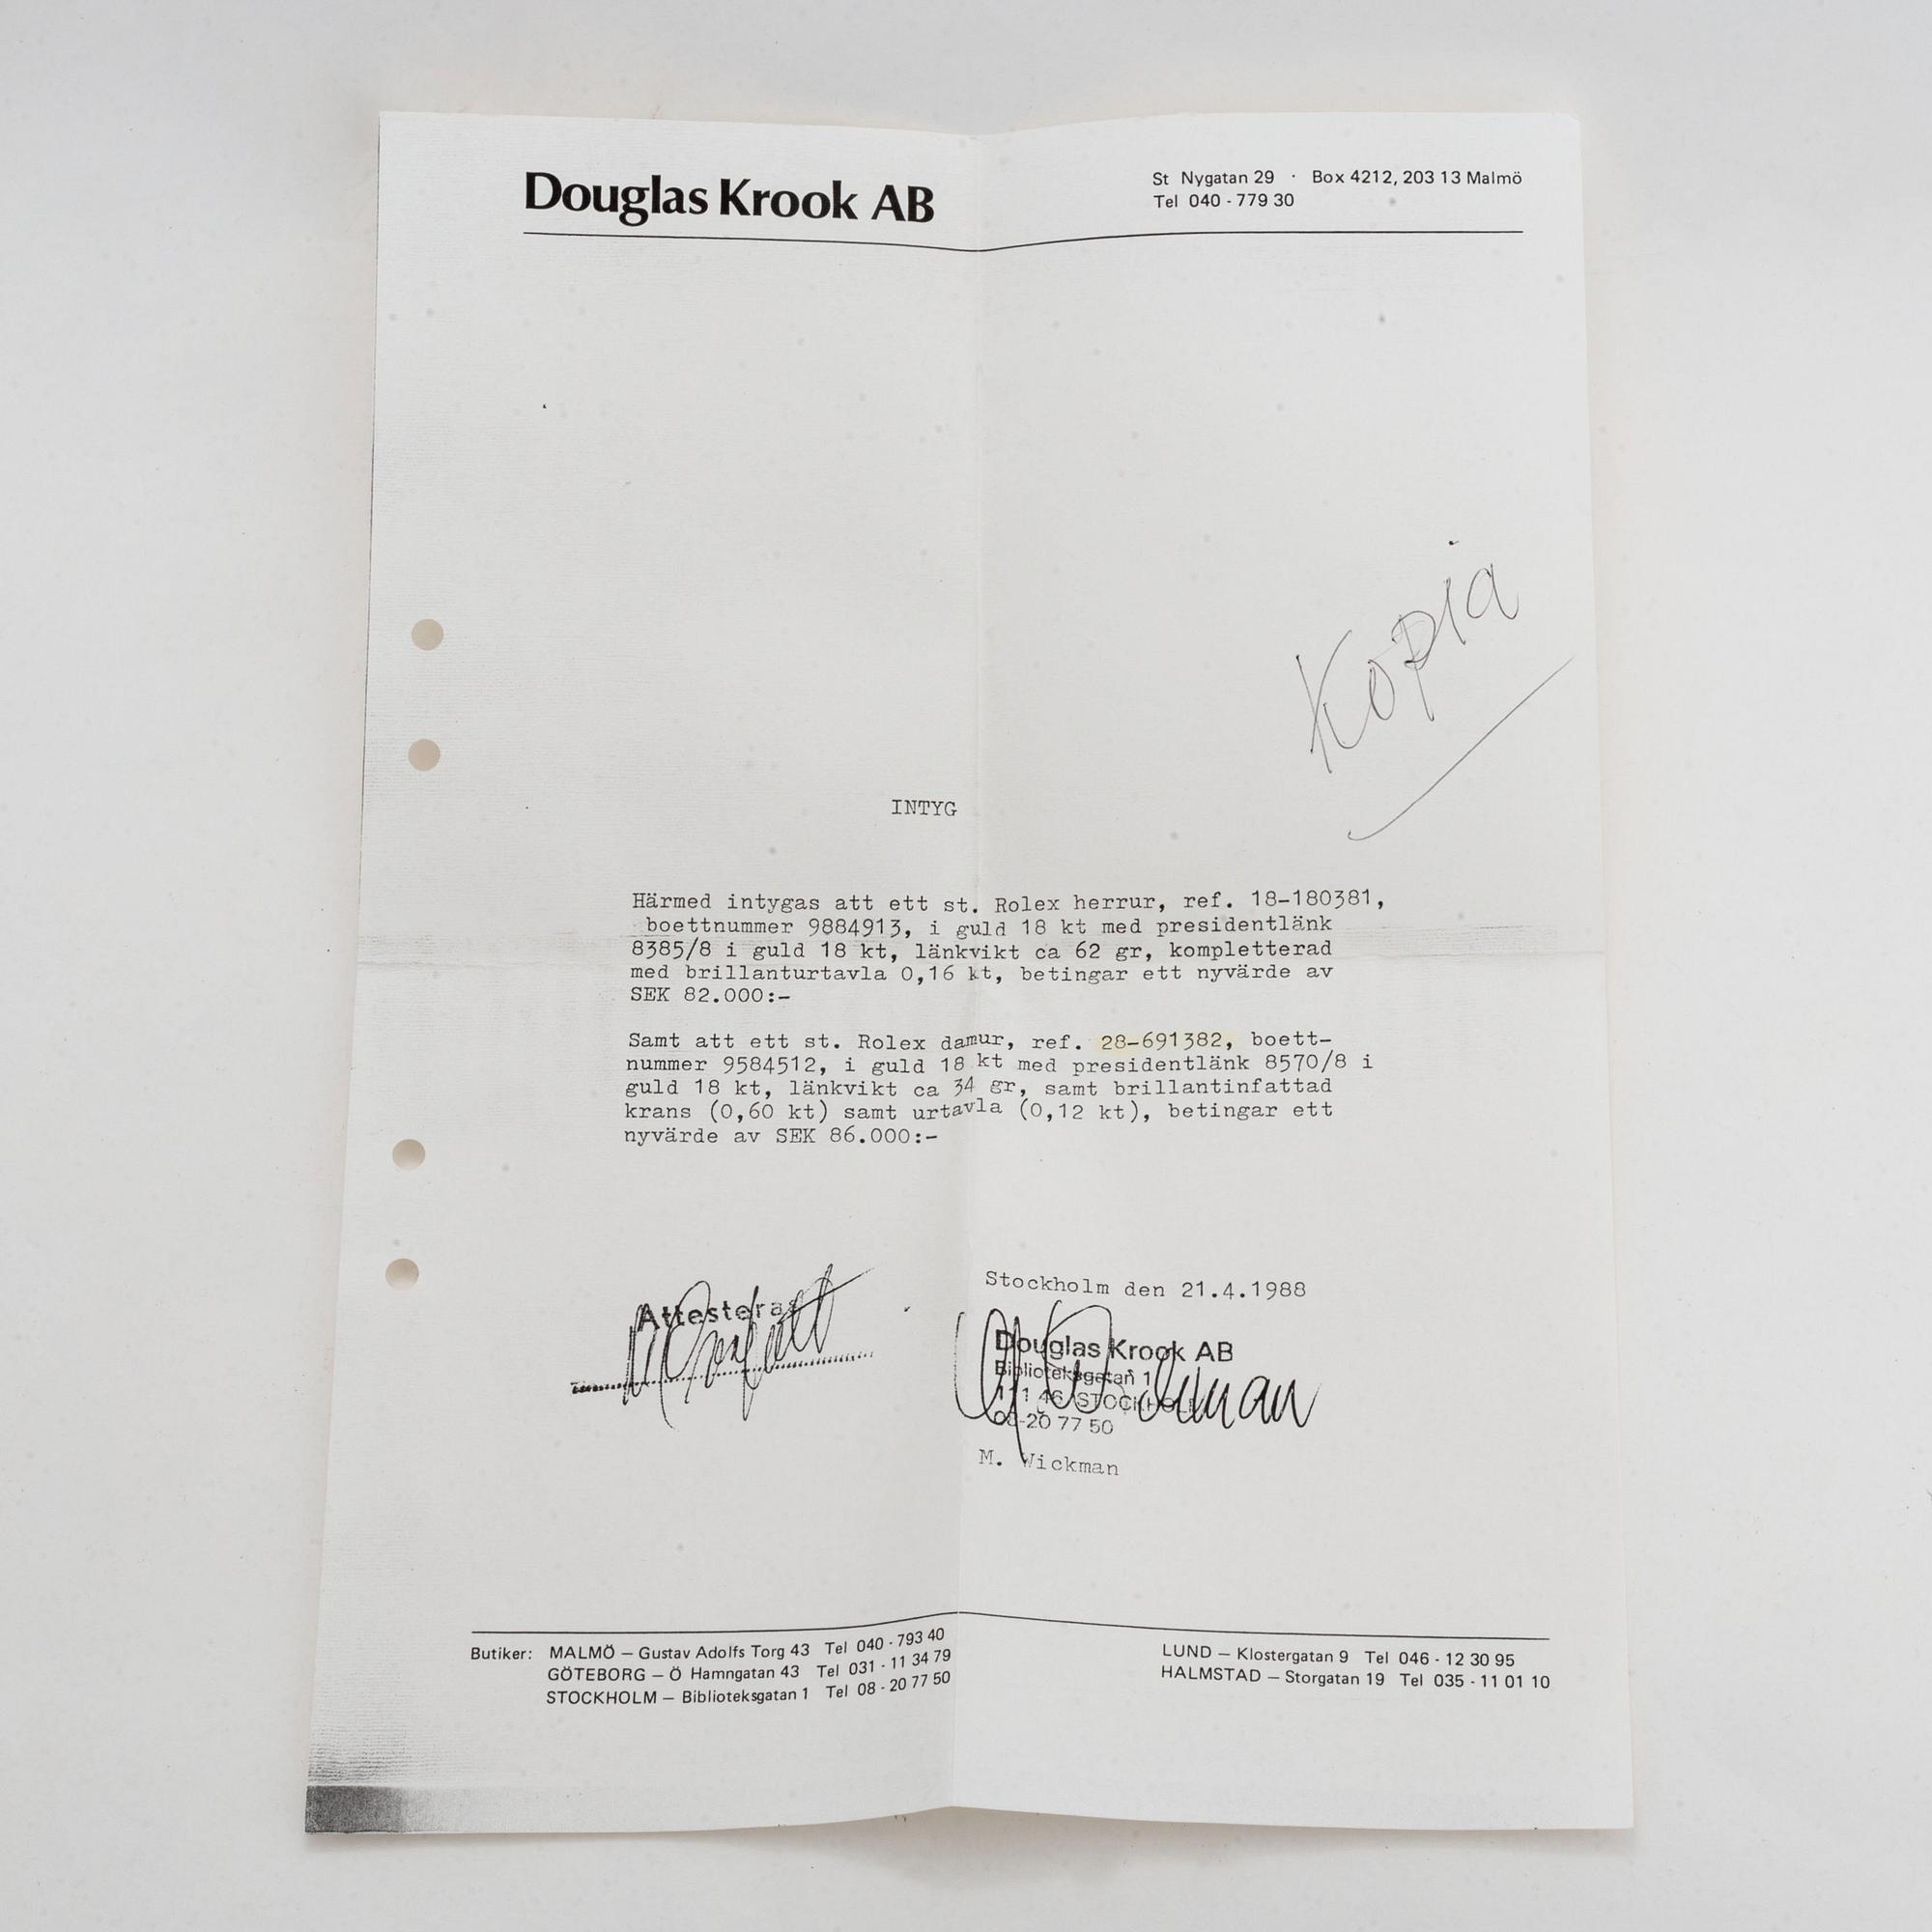 Douglas Krook AB
St Nygatan 29 · Box 4212, 203 13 Malmö
Tel 040 - 779 30
Kopia
INTYG
Härmed intygas att ett st. Rolex herrur, ref. 18-180381,
boettnummer 9884913, i guld 18 kt med presidentlänk
8385/8 i guld 18 kt, länkvikt ca 62 gr, kompletterad
med brillanturtavla 0,16 kt, betingar ett nyvärde av
SEK 82.000:-
Samt att ett st. Rolex damur, ref. 28-691382, boett-
nummer 9584512, i guld 18 kt med presidentlänk 8570/8 i
guld 18 kt, länkvikt ca 34 gr, samt brillantinfattad
krans (0,60 kt) samt urtavla (0,12 kt), betingar ett
nyvärde av SEK 86.000:-
Stockholm den 21.4.1988
Attesteras
Douglas Krook AB
Biblioteksgatan 1
111 46 STOCKHOLM
08-20 77 50
M. Wickman
Butiker: MALMÖ – Gustav Adolfs Torg 43 Tel 040 - 793 40
GÖTEBORG – Ö Hamngatan 43 Tel 031 - 11 34 79
STOCKHOLM – Biblioteksgatan 1 Tel 08 - 20 77 50
LUND – Klostergatan 9 Tel 046 - 12 30 95
HALMSTAD – Storgatan 19 Tel 035 - 11 01 10